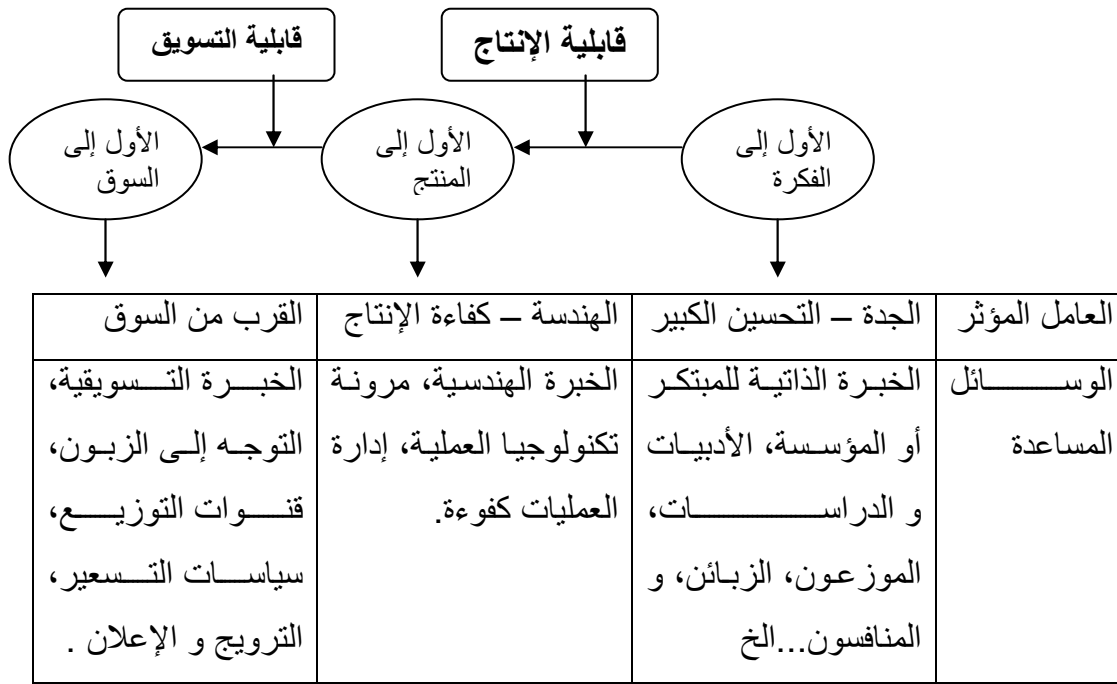 قابلية الإنتاج
قابلية التسويق
الأول إلى
الفكرة
الأول إلى
المنتج
الأول إلى
السوق
العامل المؤثر
الجدة – التحسين الكبير
الهندسة – كفاءة الإنتاج
القرب من السوق
الوسائل
المساعدة
الخبرة الذاتية للمبتكر
أو المؤسسة، الأدبيات
و الدراسات،
الموزعون، الزبائن، و
المنافسون...الخ
الخبرة الهندسية، مرونة
تكنولوجيا العملية، إدارة
العمليات كفوءة.
الخبرة التسويقية،
التوجه إلى الزبون،
قنوات التوزيع،
سياسات التسعير،
الترويج و الإعلان .